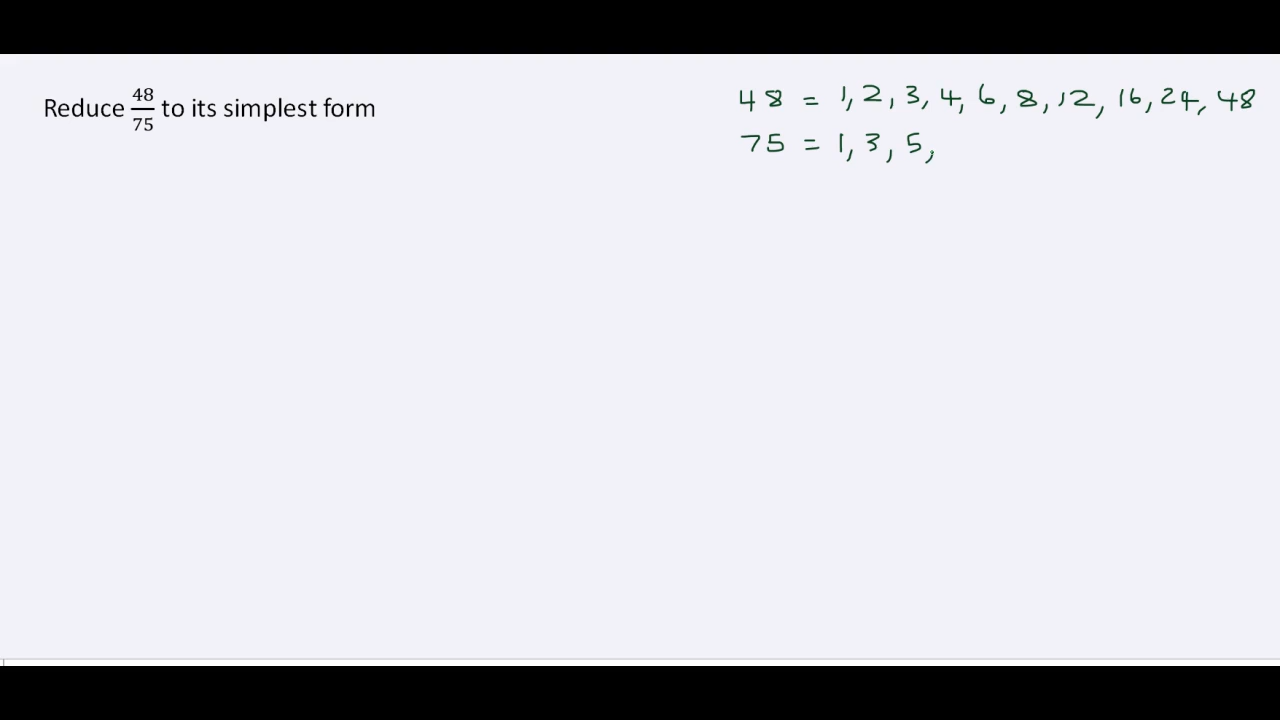 Reduce 48/75 to its simplest form
48 = 1, 2, 3, 4, 6, 8, 12, 16, 24, 48
75 = 1, 3, 5,